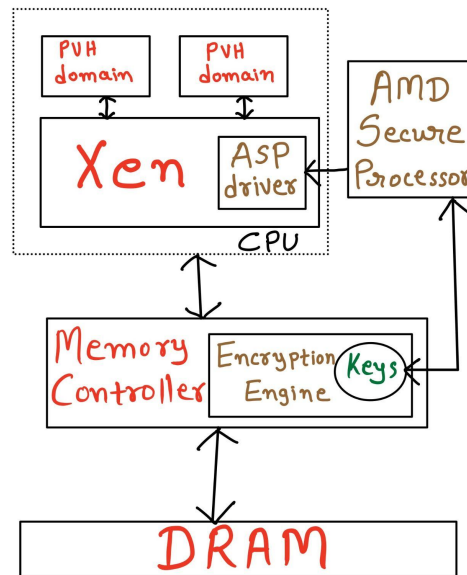 PVH
domain
PVH
domain
Xen
ASP
driver
CPU
AMD
Secure
Processor
Memory
Controller
Encryption
Engine
Keys
DRAM